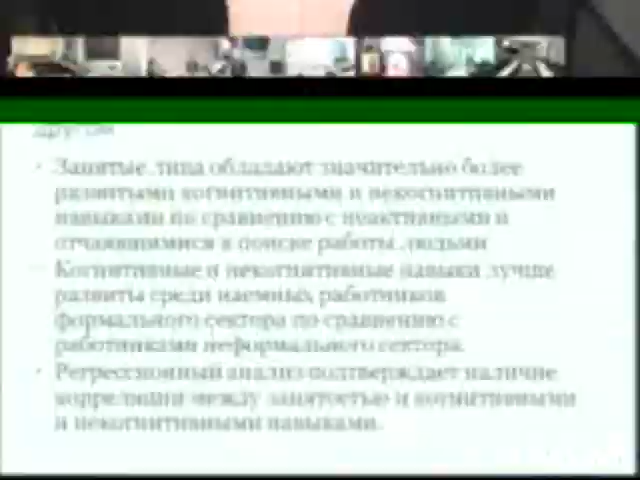 другом
Занятые лица обладают значительно более
развитыми когнитивными и некогнитивными
навыками по сравнению с неактивными и
отчаявшимися в поиске работы людьми
Когнитивные и некогнитивные навыки лучше
развиты среди наемных работников
формального сектора по сравнению с
работниками неформального сектора.
Регрессионный анализ подтверждает наличие
корреляции между занятостью и когнитивными
и некогнитивными навыками.